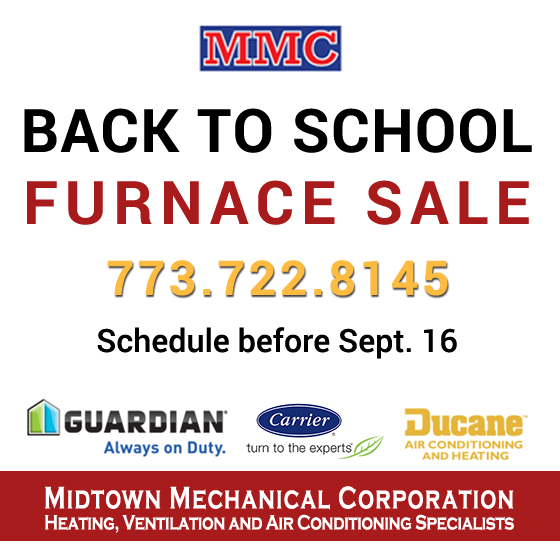 MMC
BACK TO SCHOOL
FURNACE SALE
773.722.8145
Schedule before Sept. 16
GUARDIAN
Always on Duty.
Carrier
turn to the experts
Ducane
AIR CONDITIONING
AND HEATING
MIDTOWN MECHANICAL CORPORATION
HEATING, VENTILATION AND AIR CONDITIONING SPECIALISTS